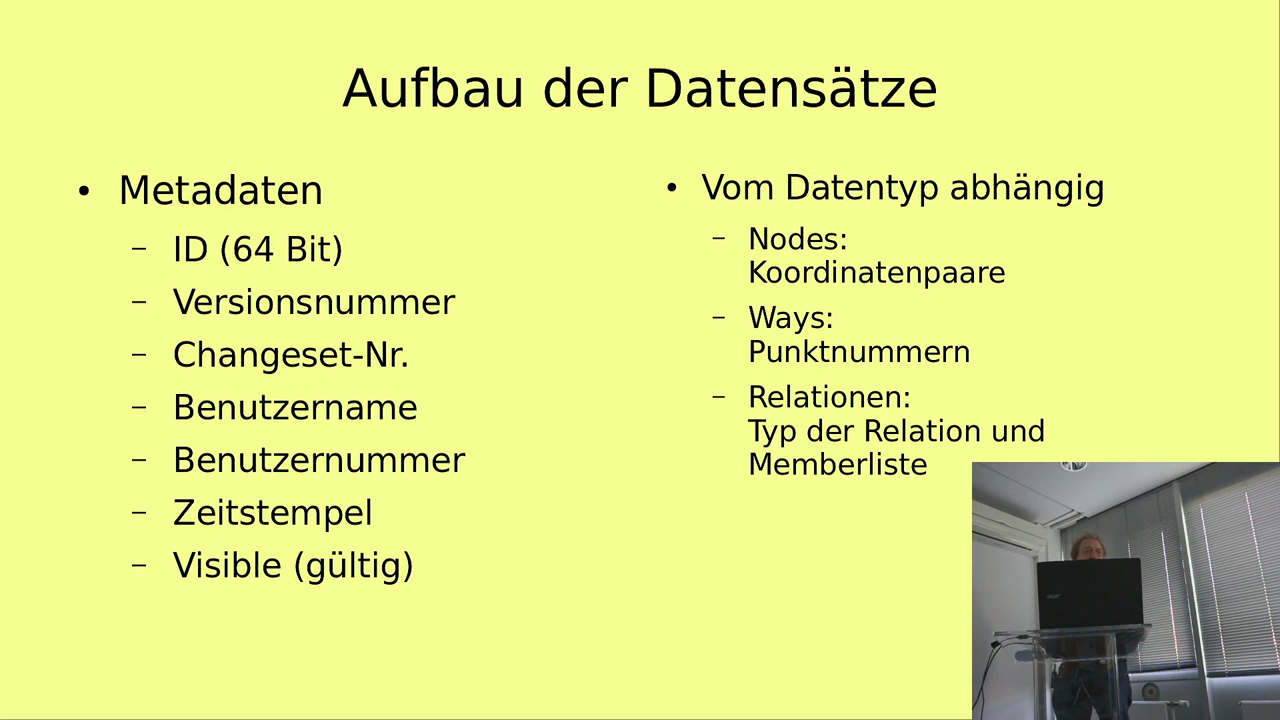 Aufbau der Datensätze
• Metadaten
– ID (64 Bit)
– Versionsnummer
– Changeset-Nr.
– Benutzername
– Benutzernummer
– Zeitstempel
– Visible (gültig)
• Vom Datentyp abhängig
– Nodes:
Koordinatenpaare
– Ways:
Punktnummern
– Relationen:
Typ der Relation und
Memberliste